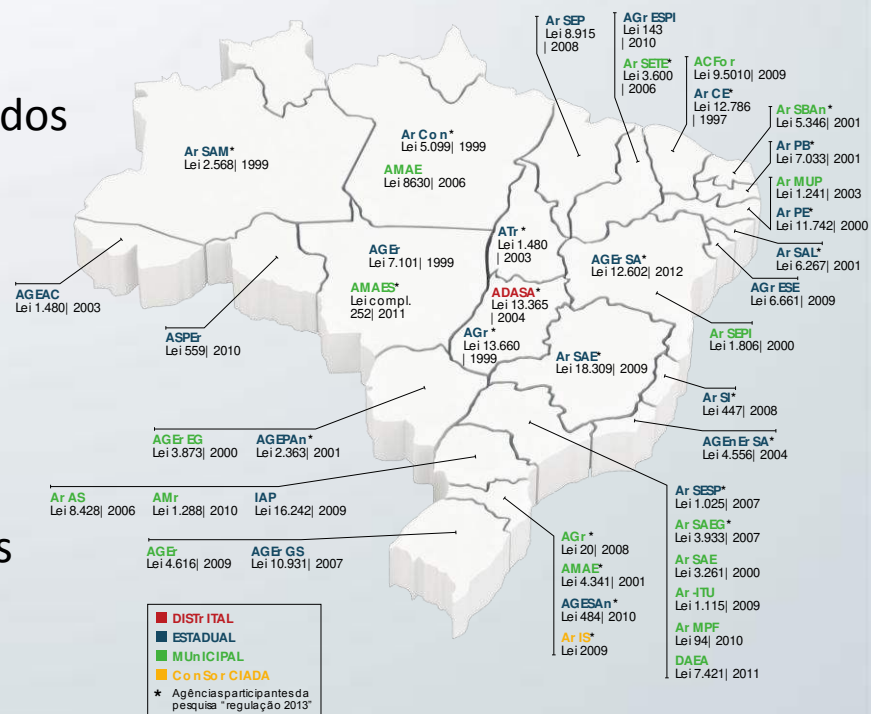 dos
s
Ar SEP
Lei 8.915
| 2008
AGr ESPI
Lei 143
| 2010
Ar SETE*
Lei 3.600
| 2006
ACFor
Lei 9.5010| 2009
Ar CE*
Lei 12.786
| 1997
Ar SBAn*
Lei 5.346| 2001
Ar PB*
Lei 7.033| 2001
Ar MUP
Lei 1.241| 2003
Ar PE*
Lei 11.742| 2000
Ar SAL*
Lei 6.267| 2001
AGr ESE
Lei 6.661| 2009
Ar SAM*
Lei 2.568| 1999
Ar Con*
Lei 5.099| 1999
AMAE
Lei 8630| 2006
ATr*
Lei 1.480
| 2003
AGEr
Lei 7.101| 1999
AMAES*
Lei compl.
252| 2011
AGEr SA*
Lei 12.602| 2012
ADASA*
Lei 13.365
| 2004
AGr*
Lei 13.660
| 1999
Ar SAE*
Lei 18.309| 2009
Ar SEPI
Lei 1.806| 2000
AGEAC
Lei 1.480| 2003
ASPEr
Lei 559| 2010
Ar SI*
Lei 447| 2008
AGEnEr SA*
Lei 4.556| 2004
AGEr EG
Lei 3.873| 2000
AGEPAn*
Lei 2.363| 2001
Ar AS
Lei 8.428| 2006
AMr
Lei 1.288| 2010
IAP
Lei 16.242| 2009
AGEr
Lei 4.616| 2009
AGEr GS
Lei 10.931| 2007
AGr*
Lei 20| 2008
AMAE*
Lei 4.341| 2001
AGESAn*
Lei 484| 2010
Ar IS*
Lei 2009
Ar SESP*
Lei 1.025| 2007
Ar SAEG*
Lei 3.933| 2007
Ar SAE
Lei 3.261| 2000
Ar -ITU
Lei 1.115| 2009
Ar MPF
Lei 94| 2010
DAEA
Lei 7.421| 2011
DISTrITAL
ESTADUAL
MUnICIPAL
ConSorCIADA
* Agências participantes da
pesquisa "regulação 2013"